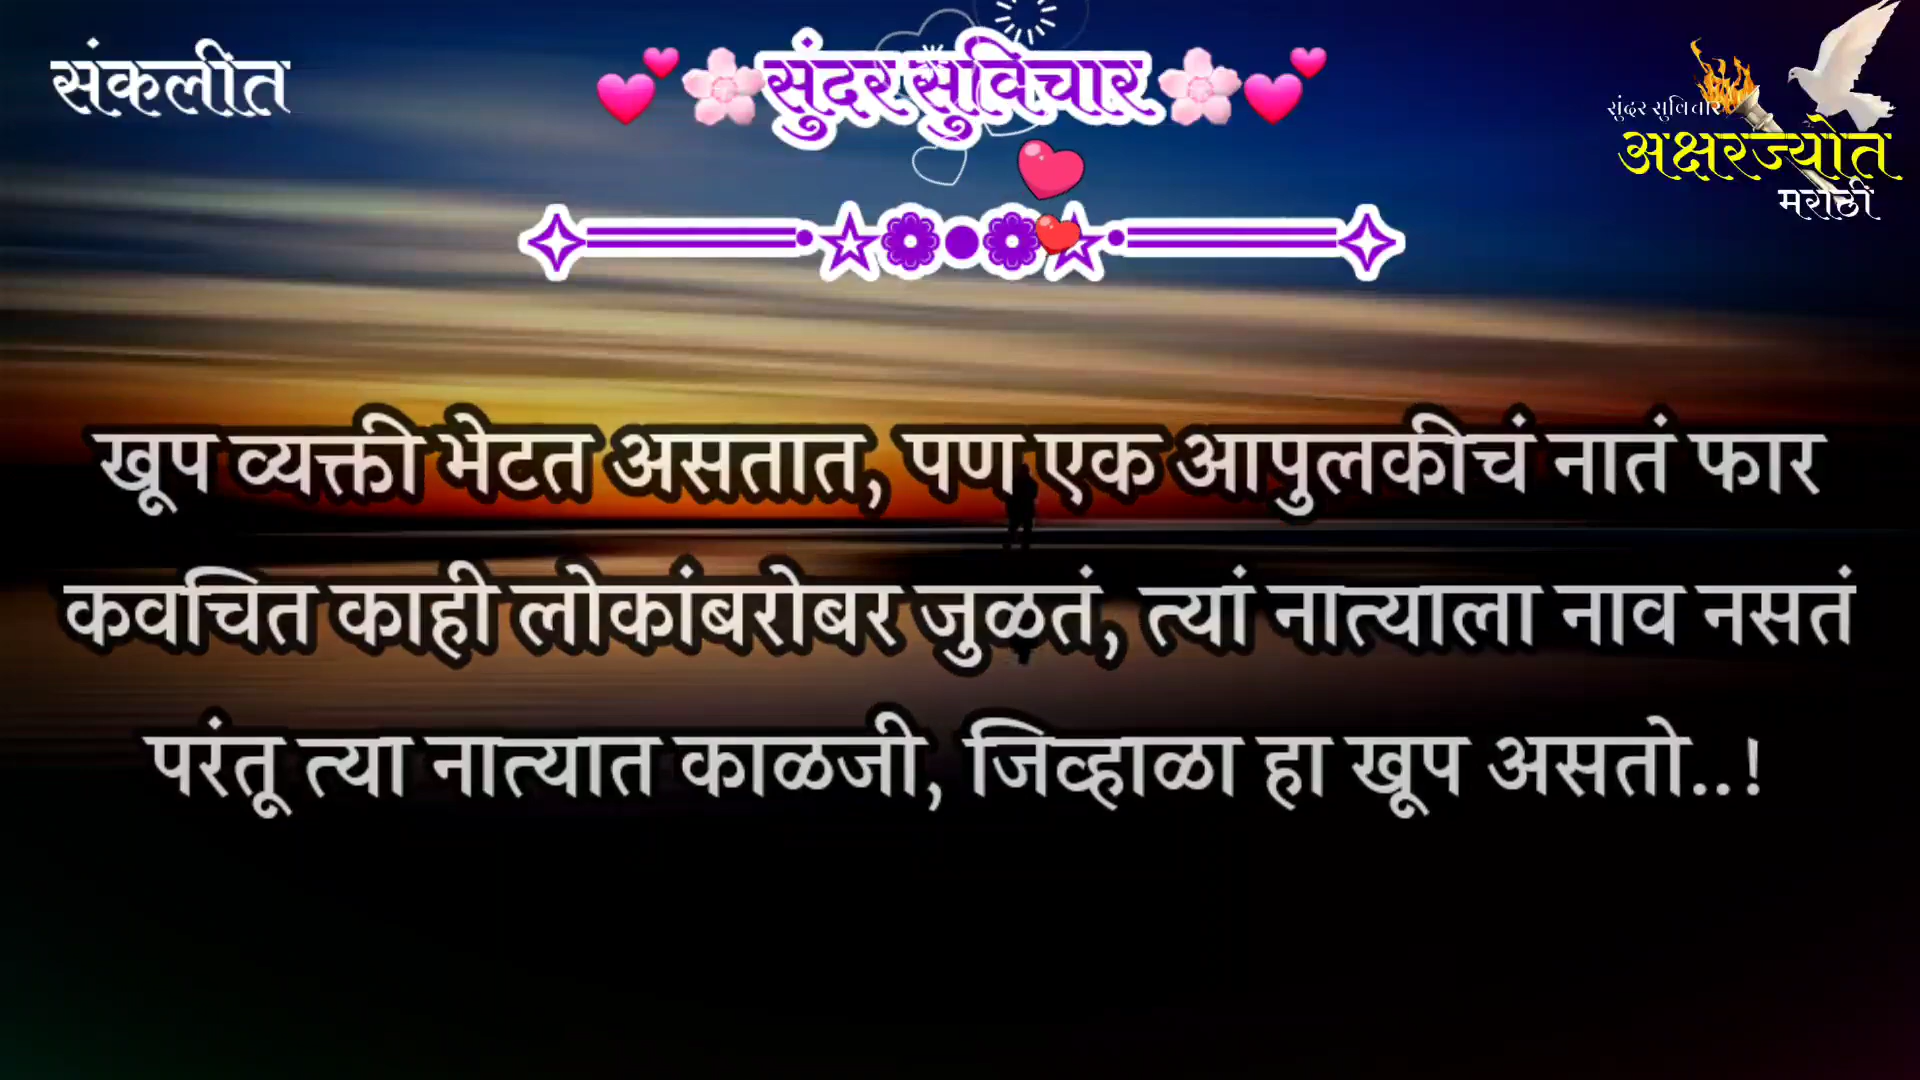 संकलीत
💕🌸सुंदर सुविचार🌸💕
सुंदर सुविचार
अक्षरज्योत
मराठी
खूप व्यक्ती भेटत असतात, पण एक आपुलकीचं नातं फार
कवचित काही लोकांबरोबर जुळतं, त्यां नात्याला नाव नसतं
परंतू त्या नात्यात काळजी, जिव्हाळा हा खूप असतो..!